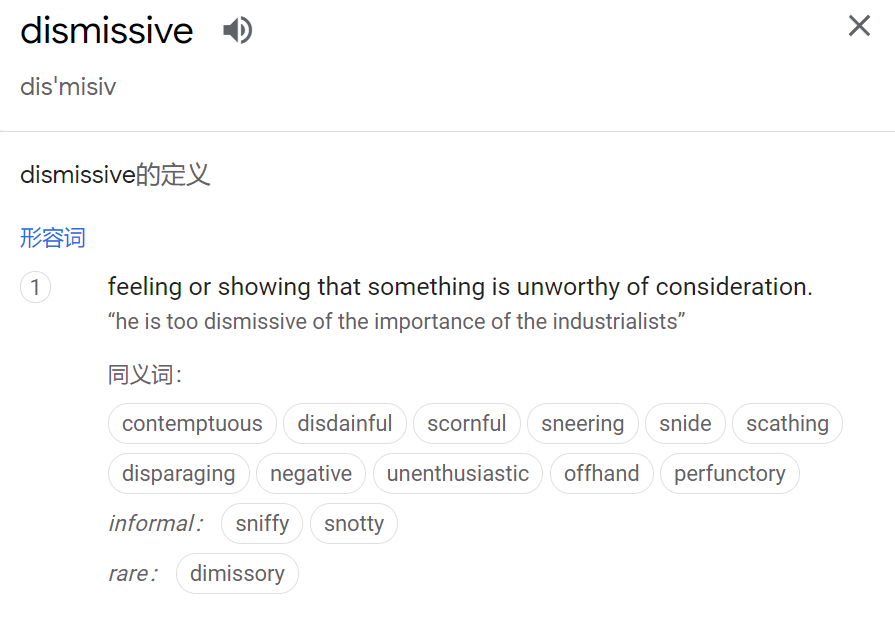 dismissive
dis'misiv
dismissive的定义
形容词
1 feeling or showing that something is unworthy of consideration.
“he is too dismissive of the importance of the industrialists”
同义词：
contemptuous disdainful scornful sneering snide scathing
disparaging negative unenthusiastic offhand perfunctory
informal： sniffy snotty
rare： dimissory